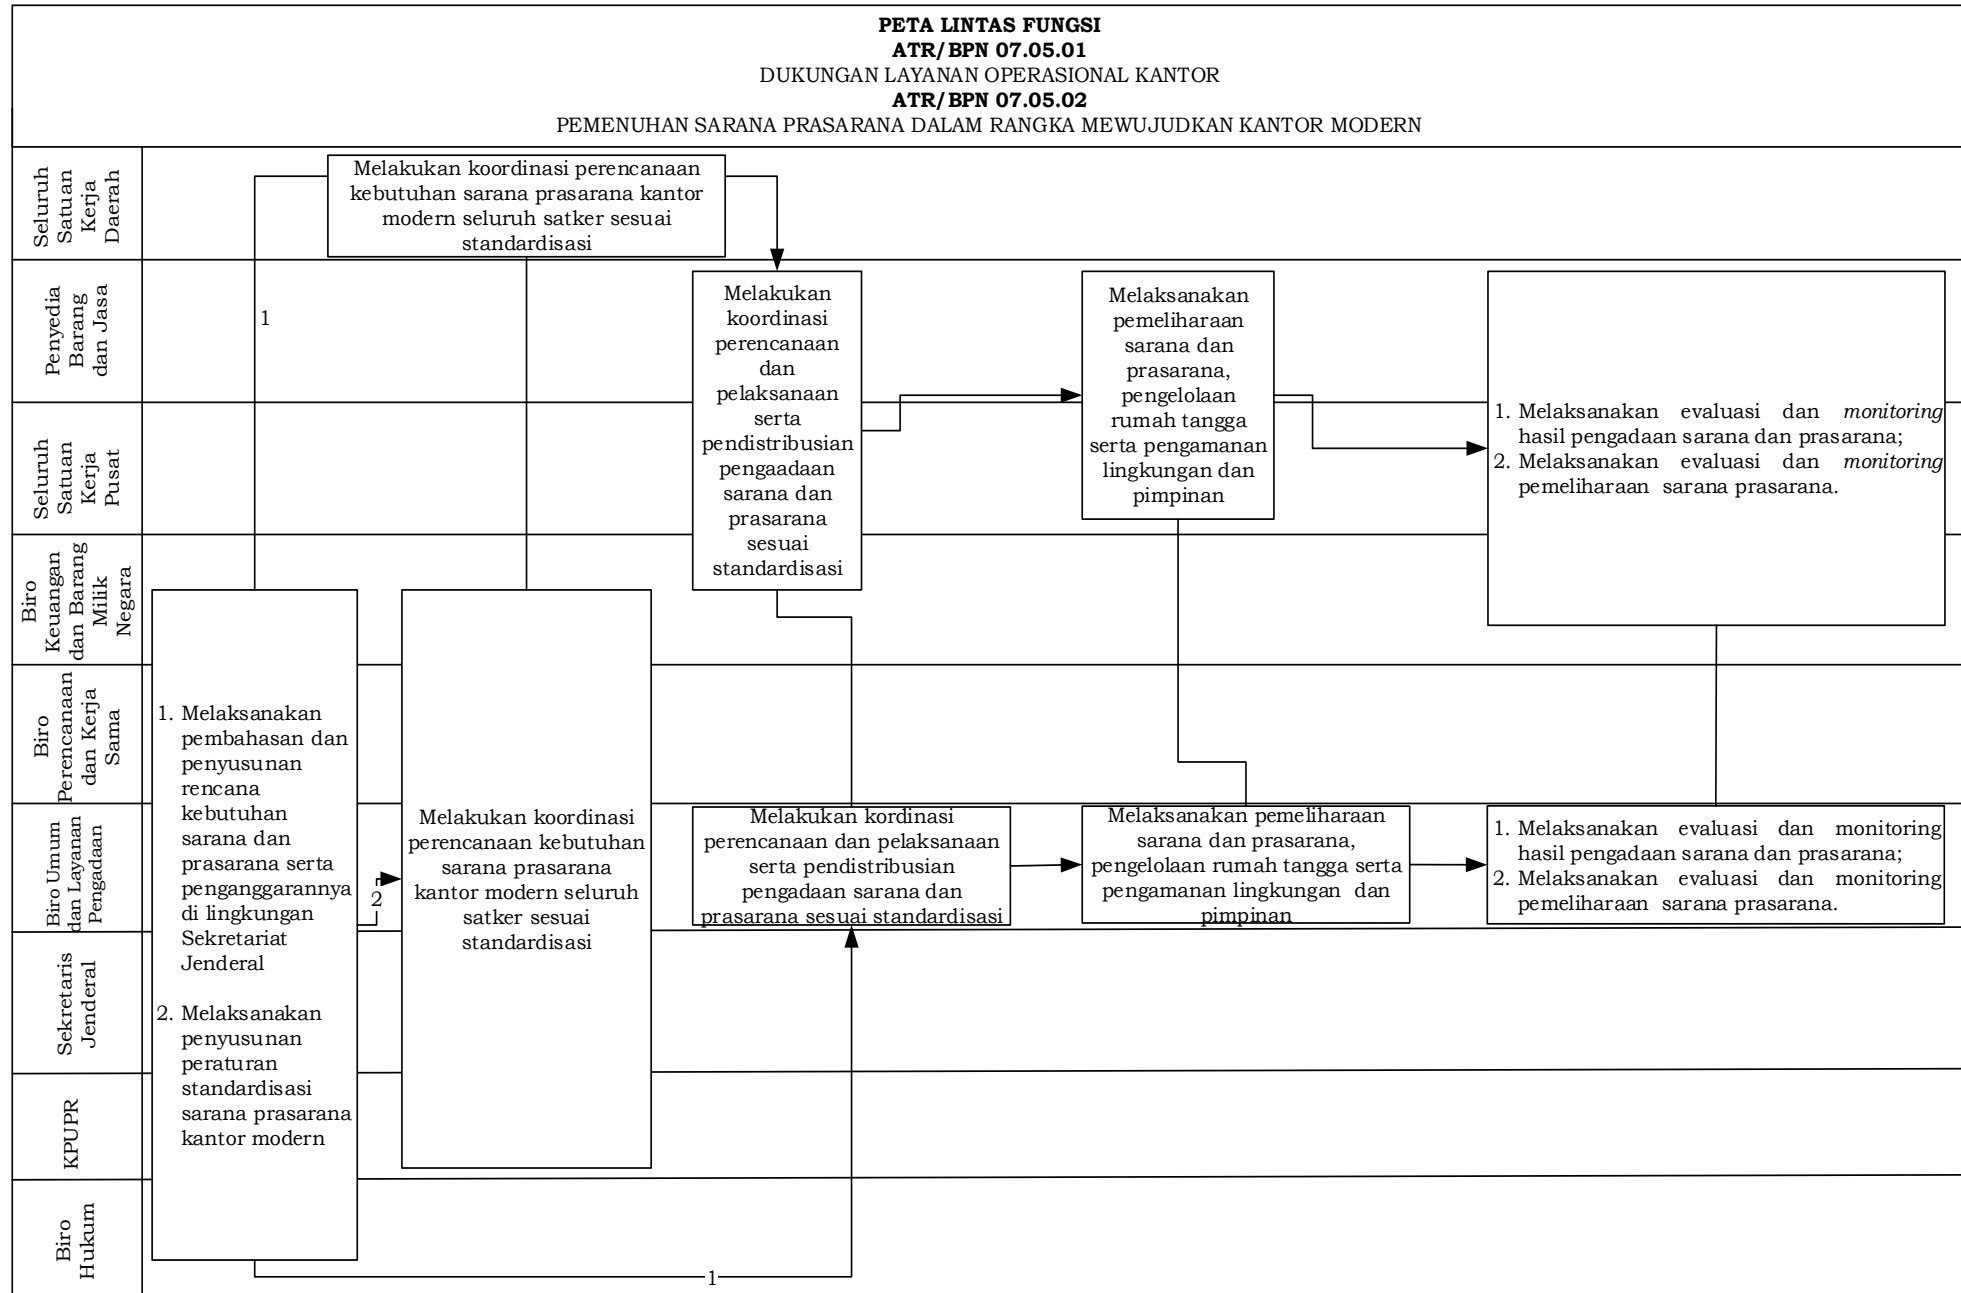 PETA LINTAS FUNGSI
ATR/BPN 07.05.01
DUKUNGAN LAYANAN OPERASIONAL KANTOR
ATR/BPN 07.05.02
PEMENUHAN SARANA PRASARANA DALAM RANGKA MEWUJUDKAN KANTOR MODERN
Seluruh
Satuan
Kerja
Daerah
Melakukan koordinasi perencanaan
kebutuhan sarana prasarana kantor
modern seluruh satker sesuai
standardisasi
Penyedia
Barang
dan Jasa
1
Melakukan
koordinasi
perencanaan
dan
pelaksanaan
serta
pendistribusian
pengaadaan
sarana dan
prasarana
sesuai
standardisasi
Melaksanakan
pemeliharaan
sarana dan
prasarana,
pengelolaan
rumah tangga
serta pengamanan
lingkungan dan
pimpinan
1. Melaksanakan evaluasi dan monitoring
hasil pengadaan sarana dan prasarana;
2. Melaksanakan evaluasi dan monitoring
pemeliharaan sarana prasarana.
Seluruh
Satuan
Kerja
Pusat
Biro
Keuangan
dan Barang
Milik
Negara
Biro
Perencanaan
dan Kerja
Sama
1. Melaksanakan
pembahasan dan
penyusunan
rencana
kebutuhan
sarana dan
prasarana serta
penganggarannya
di lingkungan
Sekretariat
Jenderal
2. Melaksanakan
penyusunan
peraturan
standardisasi
sarana prasarana
kantor modern
2
Melakukan koordinasi
perencanaan kebutuhan
sarana prasarana
kantor modern seluruh
satker sesuai
standardisasi
Biro Umum
dan Layanan
Pengadaan
Melakukan kordinasi
perencanaan dan pelaksanaan
serta pendistribusian
pengadaan sarana dan
prasarana sesuai standardisasi
Melaksanakan pemeliharaan
sarana dan prasarana,
pengelolaan rumah tangga serta
pengamanan lingkungan dan
pimpinan
1. Melaksanakan evaluasi dan monitoring
hasil pengadaan sarana dan prasarana;
2. Melaksanakan evaluasi dan monitoring
pemeliharaan sarana prasarana.
Sekretaris
Jenderal
KPUPR
Biro
Hukum
1